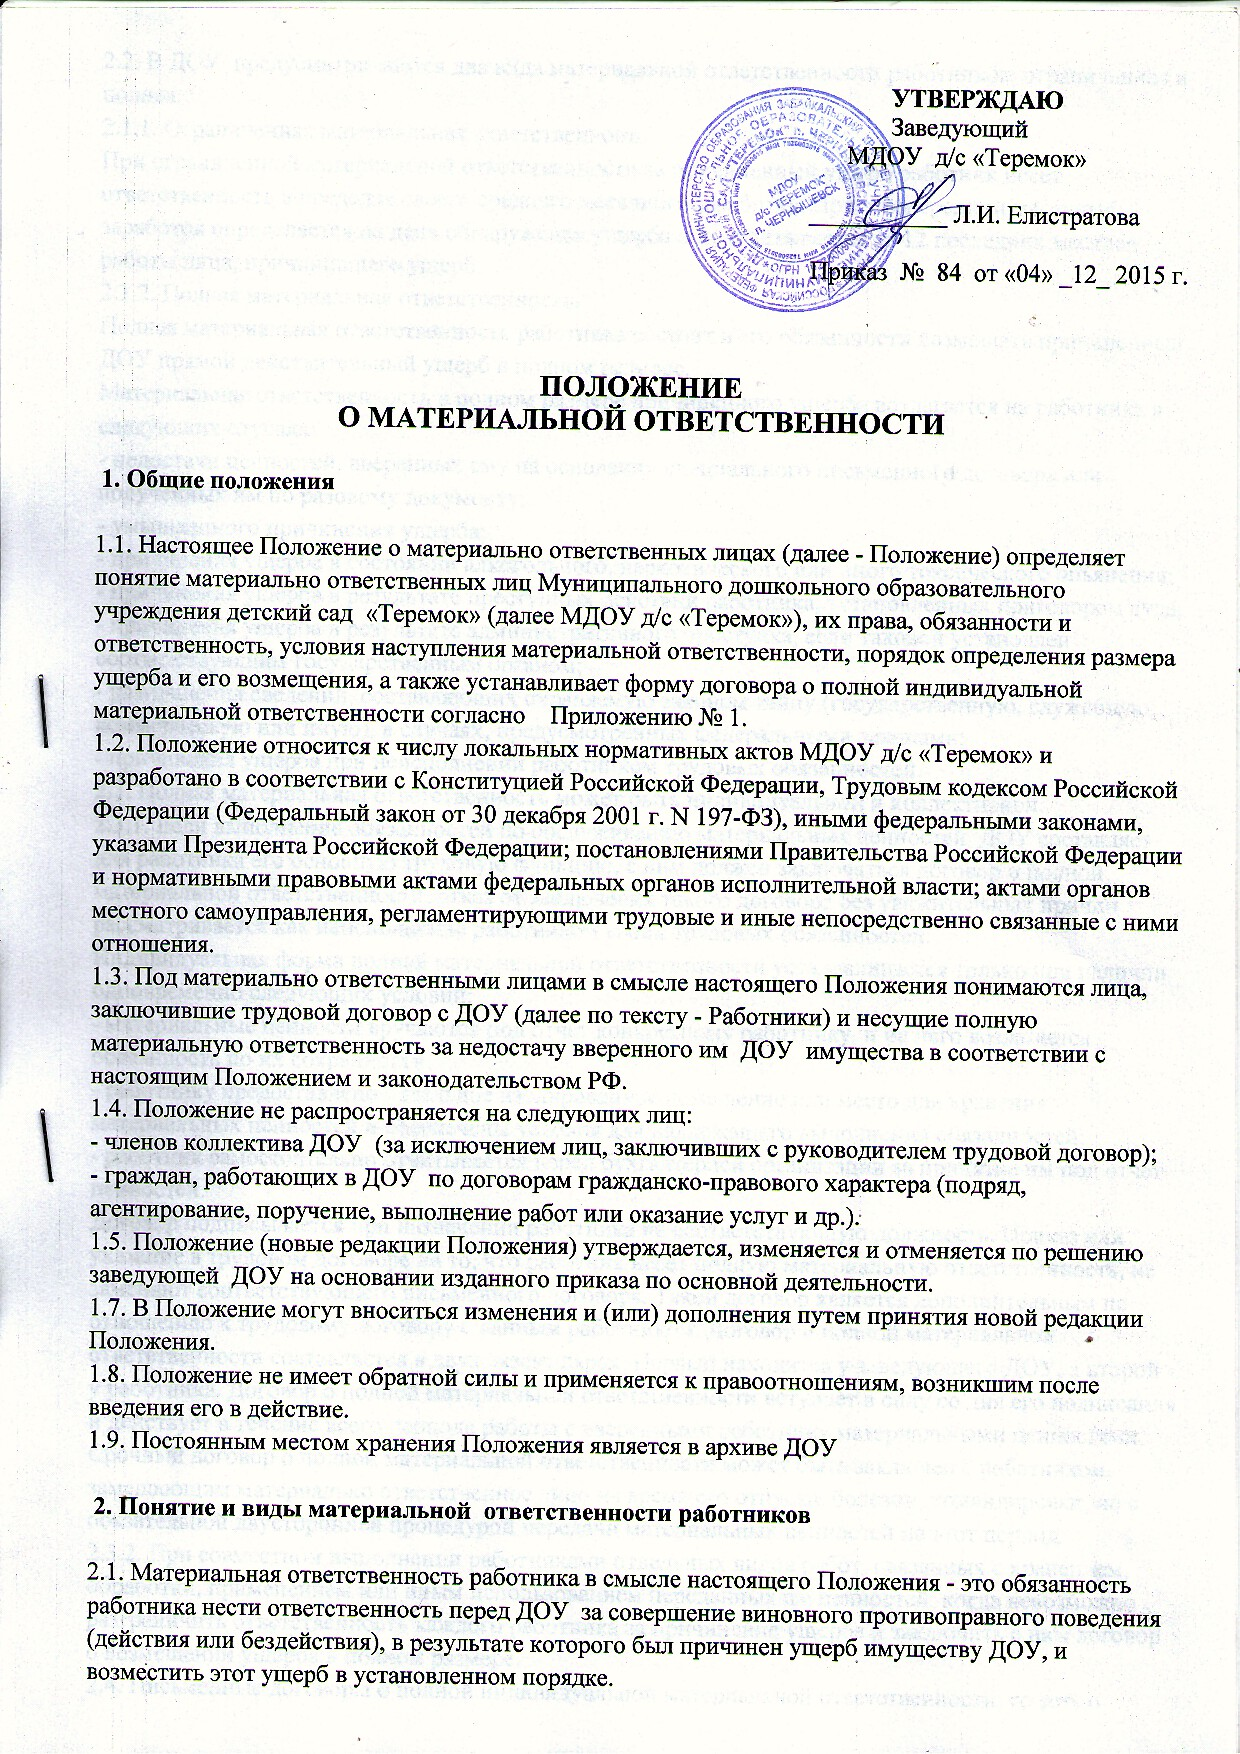 УТВЕРЖДАЮ
Заведующий
МДОУ д/с «Теремок»
Л.И. Елистратова
Приказ № 84 от «04» _12_ 2015 г.
МДОУ
д/с "ТЕРЕМОК"
п. ЧЕРНЫШЕВСК
ПОЛОЖЕНИЕ
О МАТЕРИАЛЬНОЙ ОТВЕТСТВЕННОСТИ
1. Общие положения
1.1. Настоящее Положение о материально ответственных лицах (далее - Положение) определяет
понятие материально ответственных лиц Муниципального дошкольного образовательного
учреждения детский сад «Теремок» (далее МДОУ д/с «Теремок»), их права, обязанности и
ответственность, условия наступления материальной ответственности, порядок определения размера
ущерба и его возмещения, а также устанавливает форму договора о полной индивидуальной
материальной ответственности согласно Приложению № 1.
1.2. Положение относится к числу локальных нормативных актов МДОУ д/с «Теремок» и
разработано в соответствии с Конституцией Российской Федерации, Трудовым кодексом Российской
Федерации (Федеральный закон от 30 декабря 2001 г. N 197-ФЗ), иными федеральными законами,
указами Президента Российской Федерации; постановлениями Правительства Российской Федерации
и нормативными правовыми актами федеральных органов исполнительной власти; актами органов
местного самоуправления, регламентирующими трудовые и иные непосредственно связанные с ними
отношения.
1.3. Под материально ответственными лицами в смысле настоящего Положения понимаются лица,
заключившие трудовой договор с ДОУ (далее по тексту - Работники) и несущие полную
материальную ответственность за недостачу вверенного им ДОУ имущества в соответствии с
настоящим Положением и законодательством РФ.
1.4. Положение не распространяется на следующих лиц:
- членов коллектива ДОУ (за исключением лиц, заключивших с руководителем трудовой договор);
- граждан, работающих в ДОУ по договорам гражданско-правового характера (подряд,
агентирование, поручение, выполнение работ или оказание услуг и др.).
1.5. Положение (новые редакции Положения) утверждается, изменяется и отменяется по решению
заведующей ДОУ на основании изданного приказа по основной деятельности.
1.7. В Положение могут вноситься изменения и (или) дополнения путем принятия новой редакции
Положения.
1.8. Положение не имеет обратной силы и применяется к правоотношениям, возникшим после
введения его в действие.
1.9. Постоянным местом хранения Положения является в архиве ДОУ
2. Понятие и виды материальной ответственности работников
2.1. Материальная ответственность работника в смысле настоящего Положения - это обязанность
работника нести ответственность перед ДОУ за совершение виновного противоправного поведения
(действия или бездействия), в результате которого был причинен ущерб имуществу ДОУ, и
возместить этот ущерб в установленном порядке.